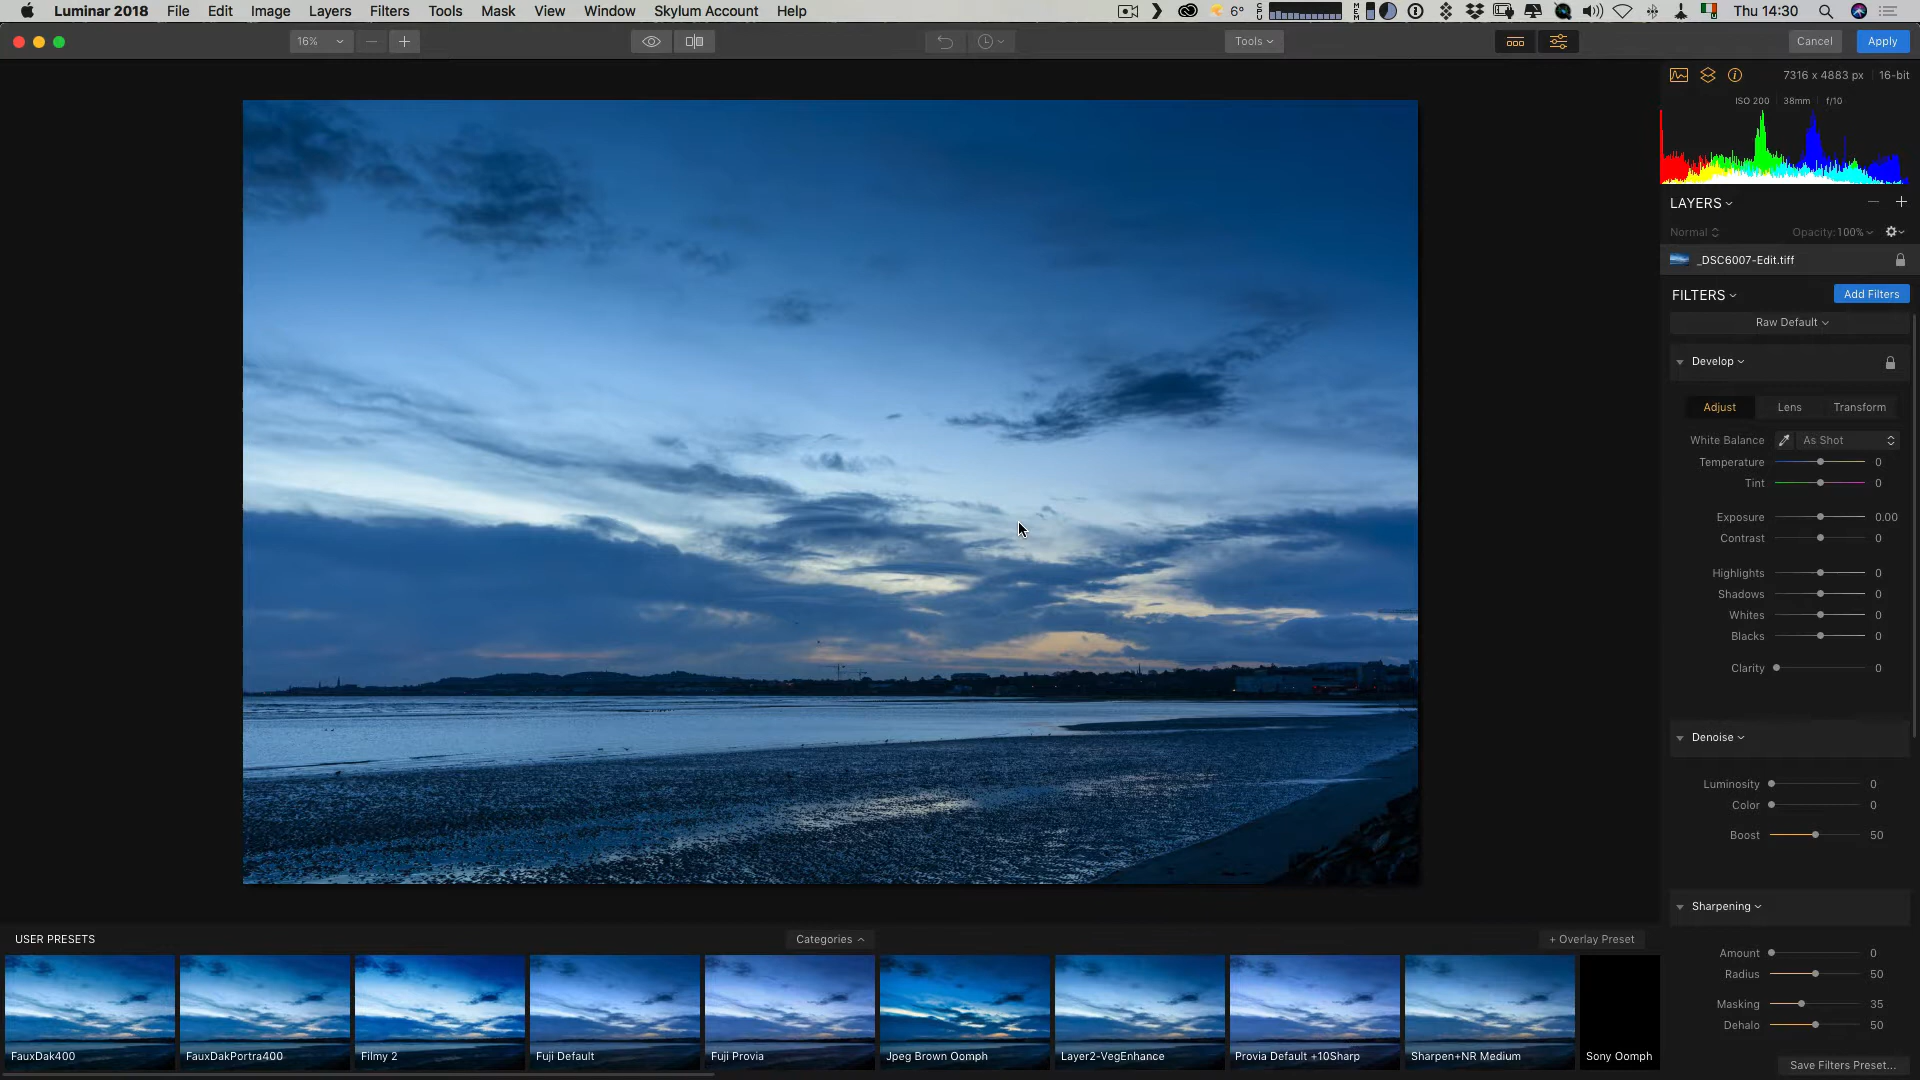 Luminar 2018 File Edit Image Layers Filters Tools Mask View Window Skylum Account Help 6° CPU MEM Thu 14:30
16% Tools Cancel Apply
7316 x 4883 px 16-bit
ISO 200 38mm f/10
LAYERS
Normal Opacity: 100%
_DSC6007-Edit.tiff
FILTERS Add Filters
Raw Default
Develop
Adjust Lens Transform
White Balance As Shot
Temperature 0
Tint 0
Exposure 0.00
Contrast 0
Highlights 0
Shadows 0
Whites 0
Blacks 0
Clarity 0
Denoise
Luminosity 0
Color 0
Boost 50
Sharpening
Amount 0
Radius 50
Masking 35
Dehalo 50
Save Filters Preset...
USER PRESETS Categories + Overlay Preset
FauxDak400 FauxDakPortra400 Filmy 2 Fuji Default Fuji Provia Jpeg Brown Oomph Layer2-VegEnhance Provia Default +10Sharp Sharpen+NR Medium Sony Oomph